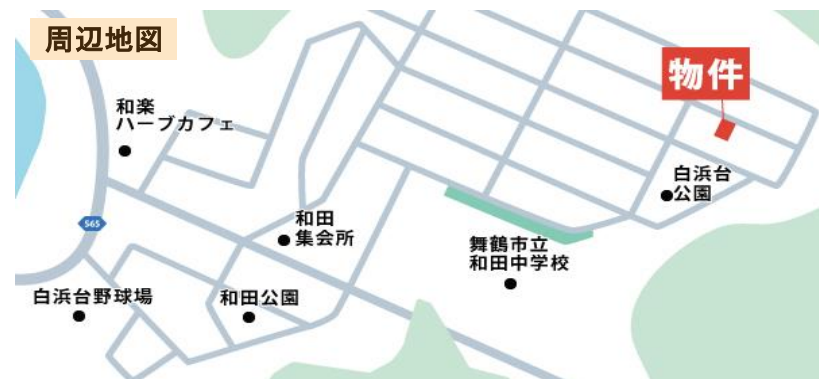 周辺地図
物件
和楽
ハーブカフェ
白浜台
公園
565
和田
集会所
舞鶴市立
和田中学校
白浜台野球場
和田公園